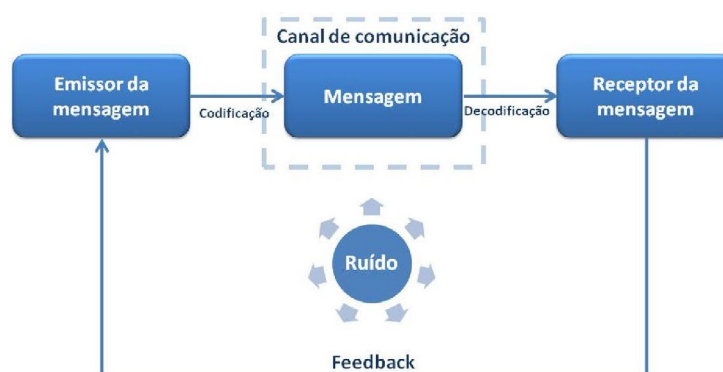 Canal de comunicação
Emissor da
mensagem
Codificação
Mensagem
Decodificação
Receptor da
mensagem
Ruído
Feedback